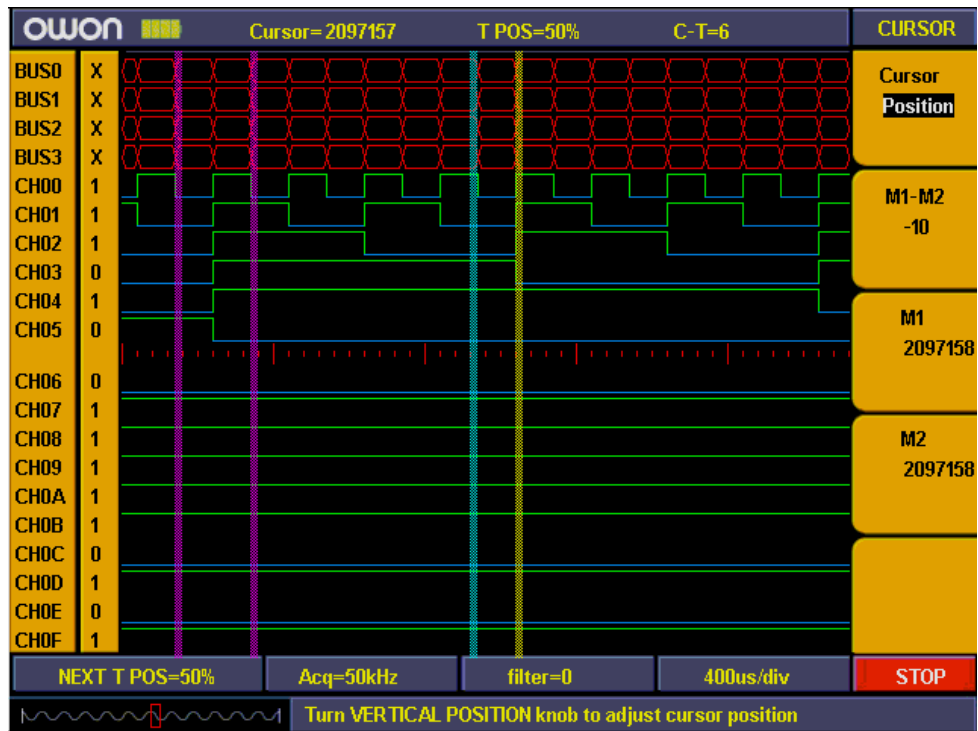 owon Cursor=2097157 T POS=50% C-T=6 CURSOR
BUS0 X
BUS1 X
BUS2 X
BUS3 X
CH00 1
CH01 1
CH02 1
CH03 0
CH04 1
CH05 0
CH06 0
CH07 1
CH08 1
CH09 1
CH0A 1
CH0B 1
CH0C 0
CH0D 1
CH0E 0
CH0F 1
Cursor
Position
M1-M2
-10
M1
2097158
M2
2097158
NEXT T POS=50% Acq=50kHz filter=0 400us/div STOP
Turn VERTICAL POSITION knob to adjust cursor position